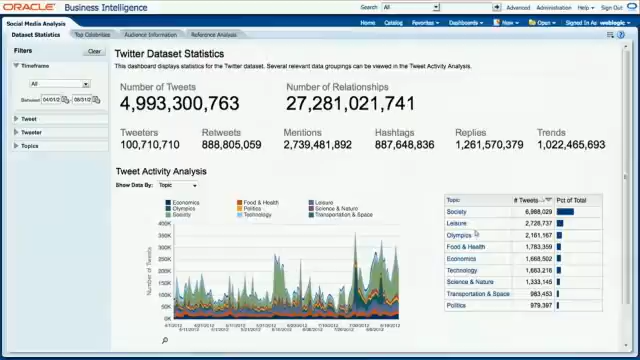 ORACLE Business Intelligence
Search All Advanced Administration Help Sign Out
Social Media Analysis Home Catalog Favorites Dashboards New Open Signed In As weblogic
Dataset Statistics Top Celebrities Audience Information Reference Analysis
Filters Clear
Timeframe
All
Between
Tweet
Tweeter
Topics
Twitter Dataset Statistics
This dashboard displays statistics for the Twitter dataset. Several relevant data groupings can be viewed in the Tweet Activity Analysis.
Number of Tweets Number of Relationships
4,993,300,763 27,281,021,741
Tweeters Retweets Mentions Hashtags Replies Trends
100,710,710 888,805,059 2,739,481,892 887,648,836 1,261,570,379 1,022,465,693
Tweet Activity Analysis
Show Data By: Topic
Economics Food & Health Leisure
Olympics Politics Science & Nature
Society Technology Transportation & Space
Number of Tweets
400K
350K
300K
250K
200K
150K
100K
50K
0K
Topic # Tweets Pct of Total
Society 6,988,029
Leisure 2,728,737
Olympics 2,161,167
Food & Health 1,783,359
Economics 1,668,502
Technology 1,663,216
Science & Nature 1,333,146
Transportation & Space 983,453
Politics 979,397